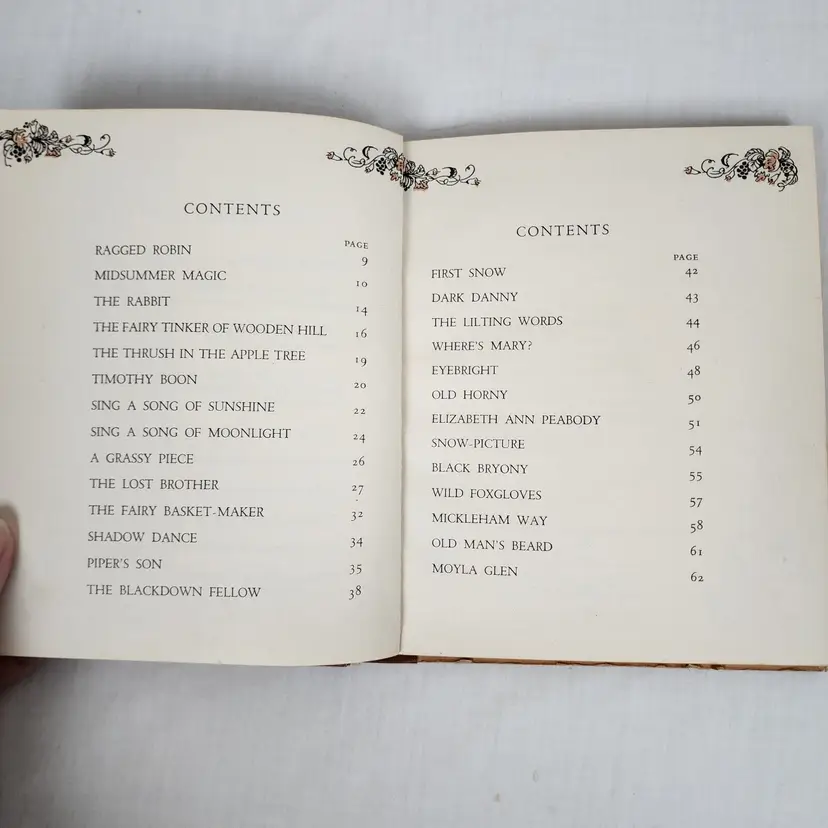 CONTENTS
PAGE
RAGGED ROBIN 9
MIDSUMMER MAGIC 10
THE RABBIT 14
THE FAIRY TINKER OF WOODEN HILL 16
THE THRUSH IN THE APPLE TREE 19
TIMOTHY BOON 20
SING A SONG OF SUNSHINE 22
SING A SONG OF MOONLIGHT 24
A GRASSY PIECE 26
THE LOST BROTHER 27
THE FAIRY BASKET-MAKER 32
SHADOW DANCE 34
PIPER'S SON 35
THE BLACKDOWN FELLOW 38
CONTENTS
PAGE
FIRST SNOW 42
DARK DANNY 43
THE LILTING WORDS 44
WHERE'S MARY? 46
EYEBRIGHT 48
OLD HORNY 50
ELIZABETH ANN PEABODY 51
SNOW-PICTURE 54
BLACK BRYONY 55
WILD FOXGLOVES 57
MICKLEHAM WAY 58
OLD MAN'S BEARD 61
MOYLA GLEN 62